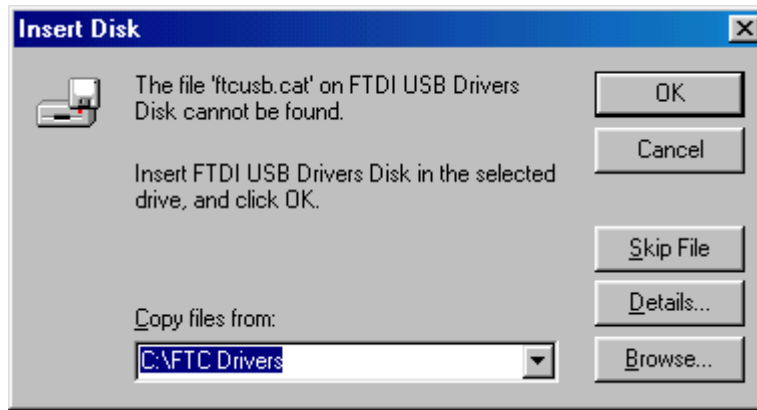 Insert Disk
The file 'ftcusb.cat' on FTDI USB Drivers
Disk cannot be found.
Insert FTDI USB Drivers Disk in the selected
drive, and click OK.
Copy files from:
C:\FTC Drivers
OK
Cancel
Skip File
Details...
Browse...